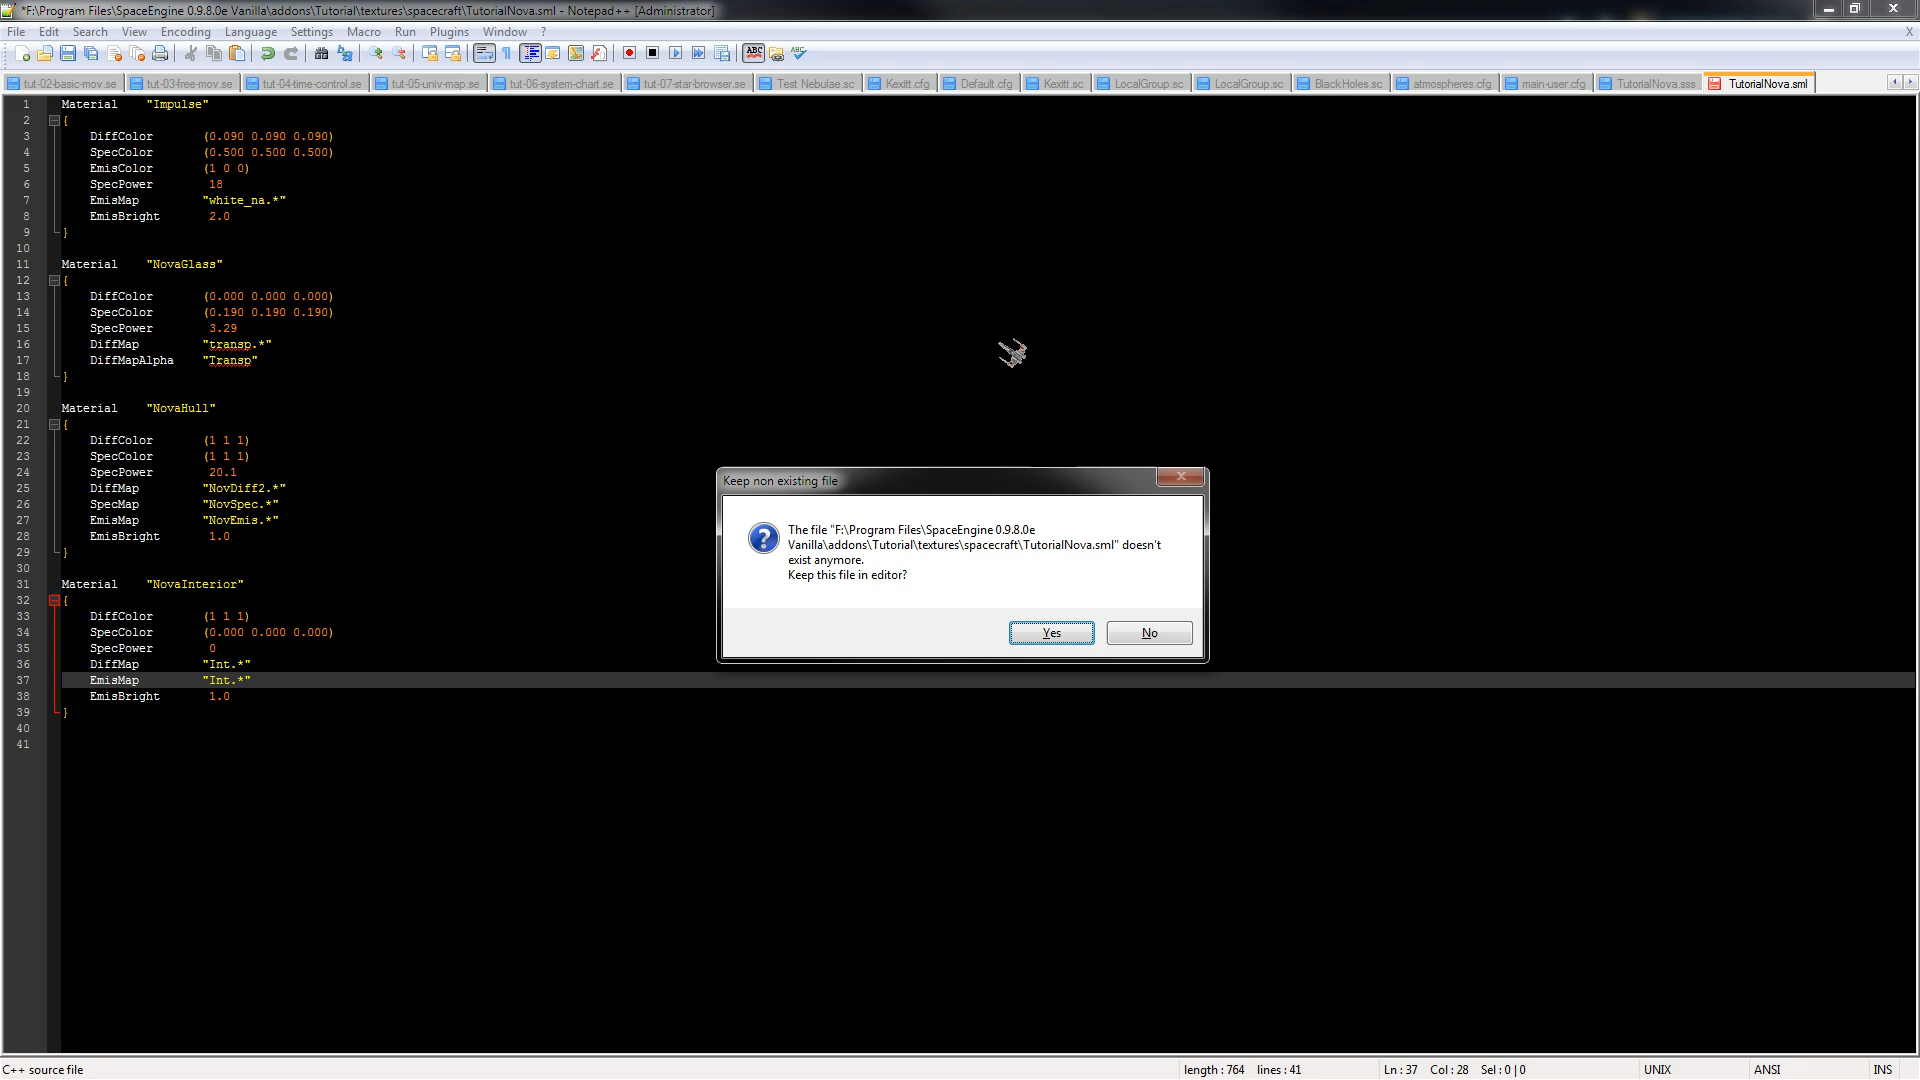 *F:\Program Files\SpaceEngine 0.9.8.0e Vanilla\addons\Tutorial\textures\spacecraft\TutorialNova.sml - Notepad++ [Administrator]
File Edit Search View Encoding Language Settings Macro Run Plugins Window ? X
ABC ABC
tut-02-basic-mov.se tut-03-free-mov.se tut-04-time-control.se tut-05-univ-map.se tut-06-system-chart.se tut-07-star-browser.se Test Nebulae.sc Kexitt.cfg Default.cfg Kexitt.sc LocalGroup.sc LocalGroup.sc BlackHoles.sc atmospheres.cfg main-user.cfg TutorialNova.sss TutorialNova.sml
1 Material "Impulse"
2 {
3 DiffColor (0.090 0.090 0.090)
4 SpecColor (0.500 0.500 0.500)
5 EmisColor (1 0 0)
6 SpecPower 18
7 EmisMap "white_na.*"
8 EmisBright 2.0
9 }
10
11 Material "NovaGlass"
12 {
13 DiffColor (0.000 0.000 0.000)
14 SpecColor (0.190 0.190 0.190)
15 SpecPower 3.29
16 DiffMap "transp.*"
17 DiffMapAlpha "Transp"
18 }
19
20 Material "NovaHull"
21 {
22 DiffColor (1 1 1)
23 SpecColor (1 1 1)
24 SpecPower 20.1
25 DiffMap "NovDiff2.*"
26 SpecMap "NovSpec.*"
27 EmisMap "NovEmis.*"
28 EmisBright 1.0
29 }
30
31 Material "NovaInterior"
32 {
33 DiffColor (1 1 1)
34 SpecColor (0.000 0.000 0.000)
35 SpecPower 0
36 DiffMap "Int.*"
37 EmisMap "Int.*"
38 EmisBright 1.0
39 }
40
41
Keep non existing file
The file "F:\Program Files\SpaceEngine 0.9.8.0e
Vanilla\addons\Tutorial\textures\spacecraft\TutorialNova.sml" doesn't
exist anymore.
Keep this file in editor?
Yes No
C++ source file length : 764 lines : 41 Ln : 37 Col : 28 Sel : 0 | 0 UNIX ANSI INS